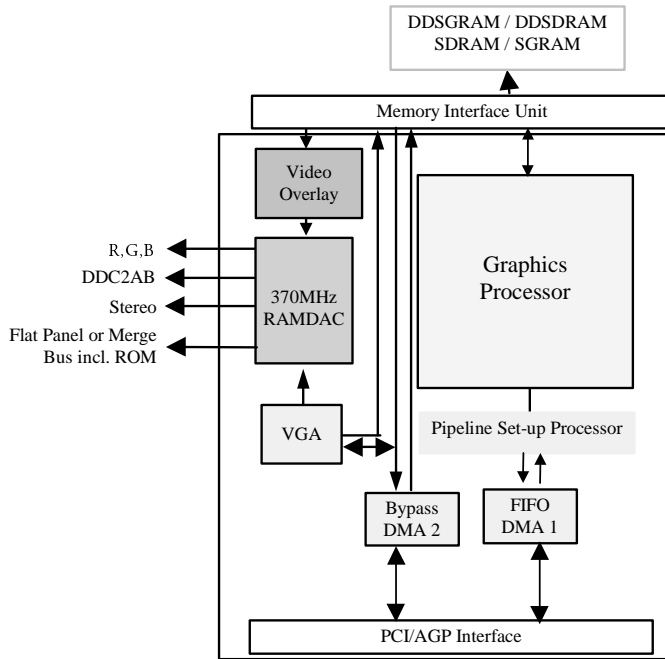 DDSGRAM / DDSDRAM
SDRAM / SGRAM
Memory Interface Unit
Video
Overlay
R,G,B
DDC2AB
Stereo
Flat Panel or Merge
Bus incl. ROM
370MHz
RAMDAC
Graphics
Processor
VGA
Pipeline Set-up Processor
Bypass
DMA 2
FIFO
DMA 1
PCI/AGP Interface